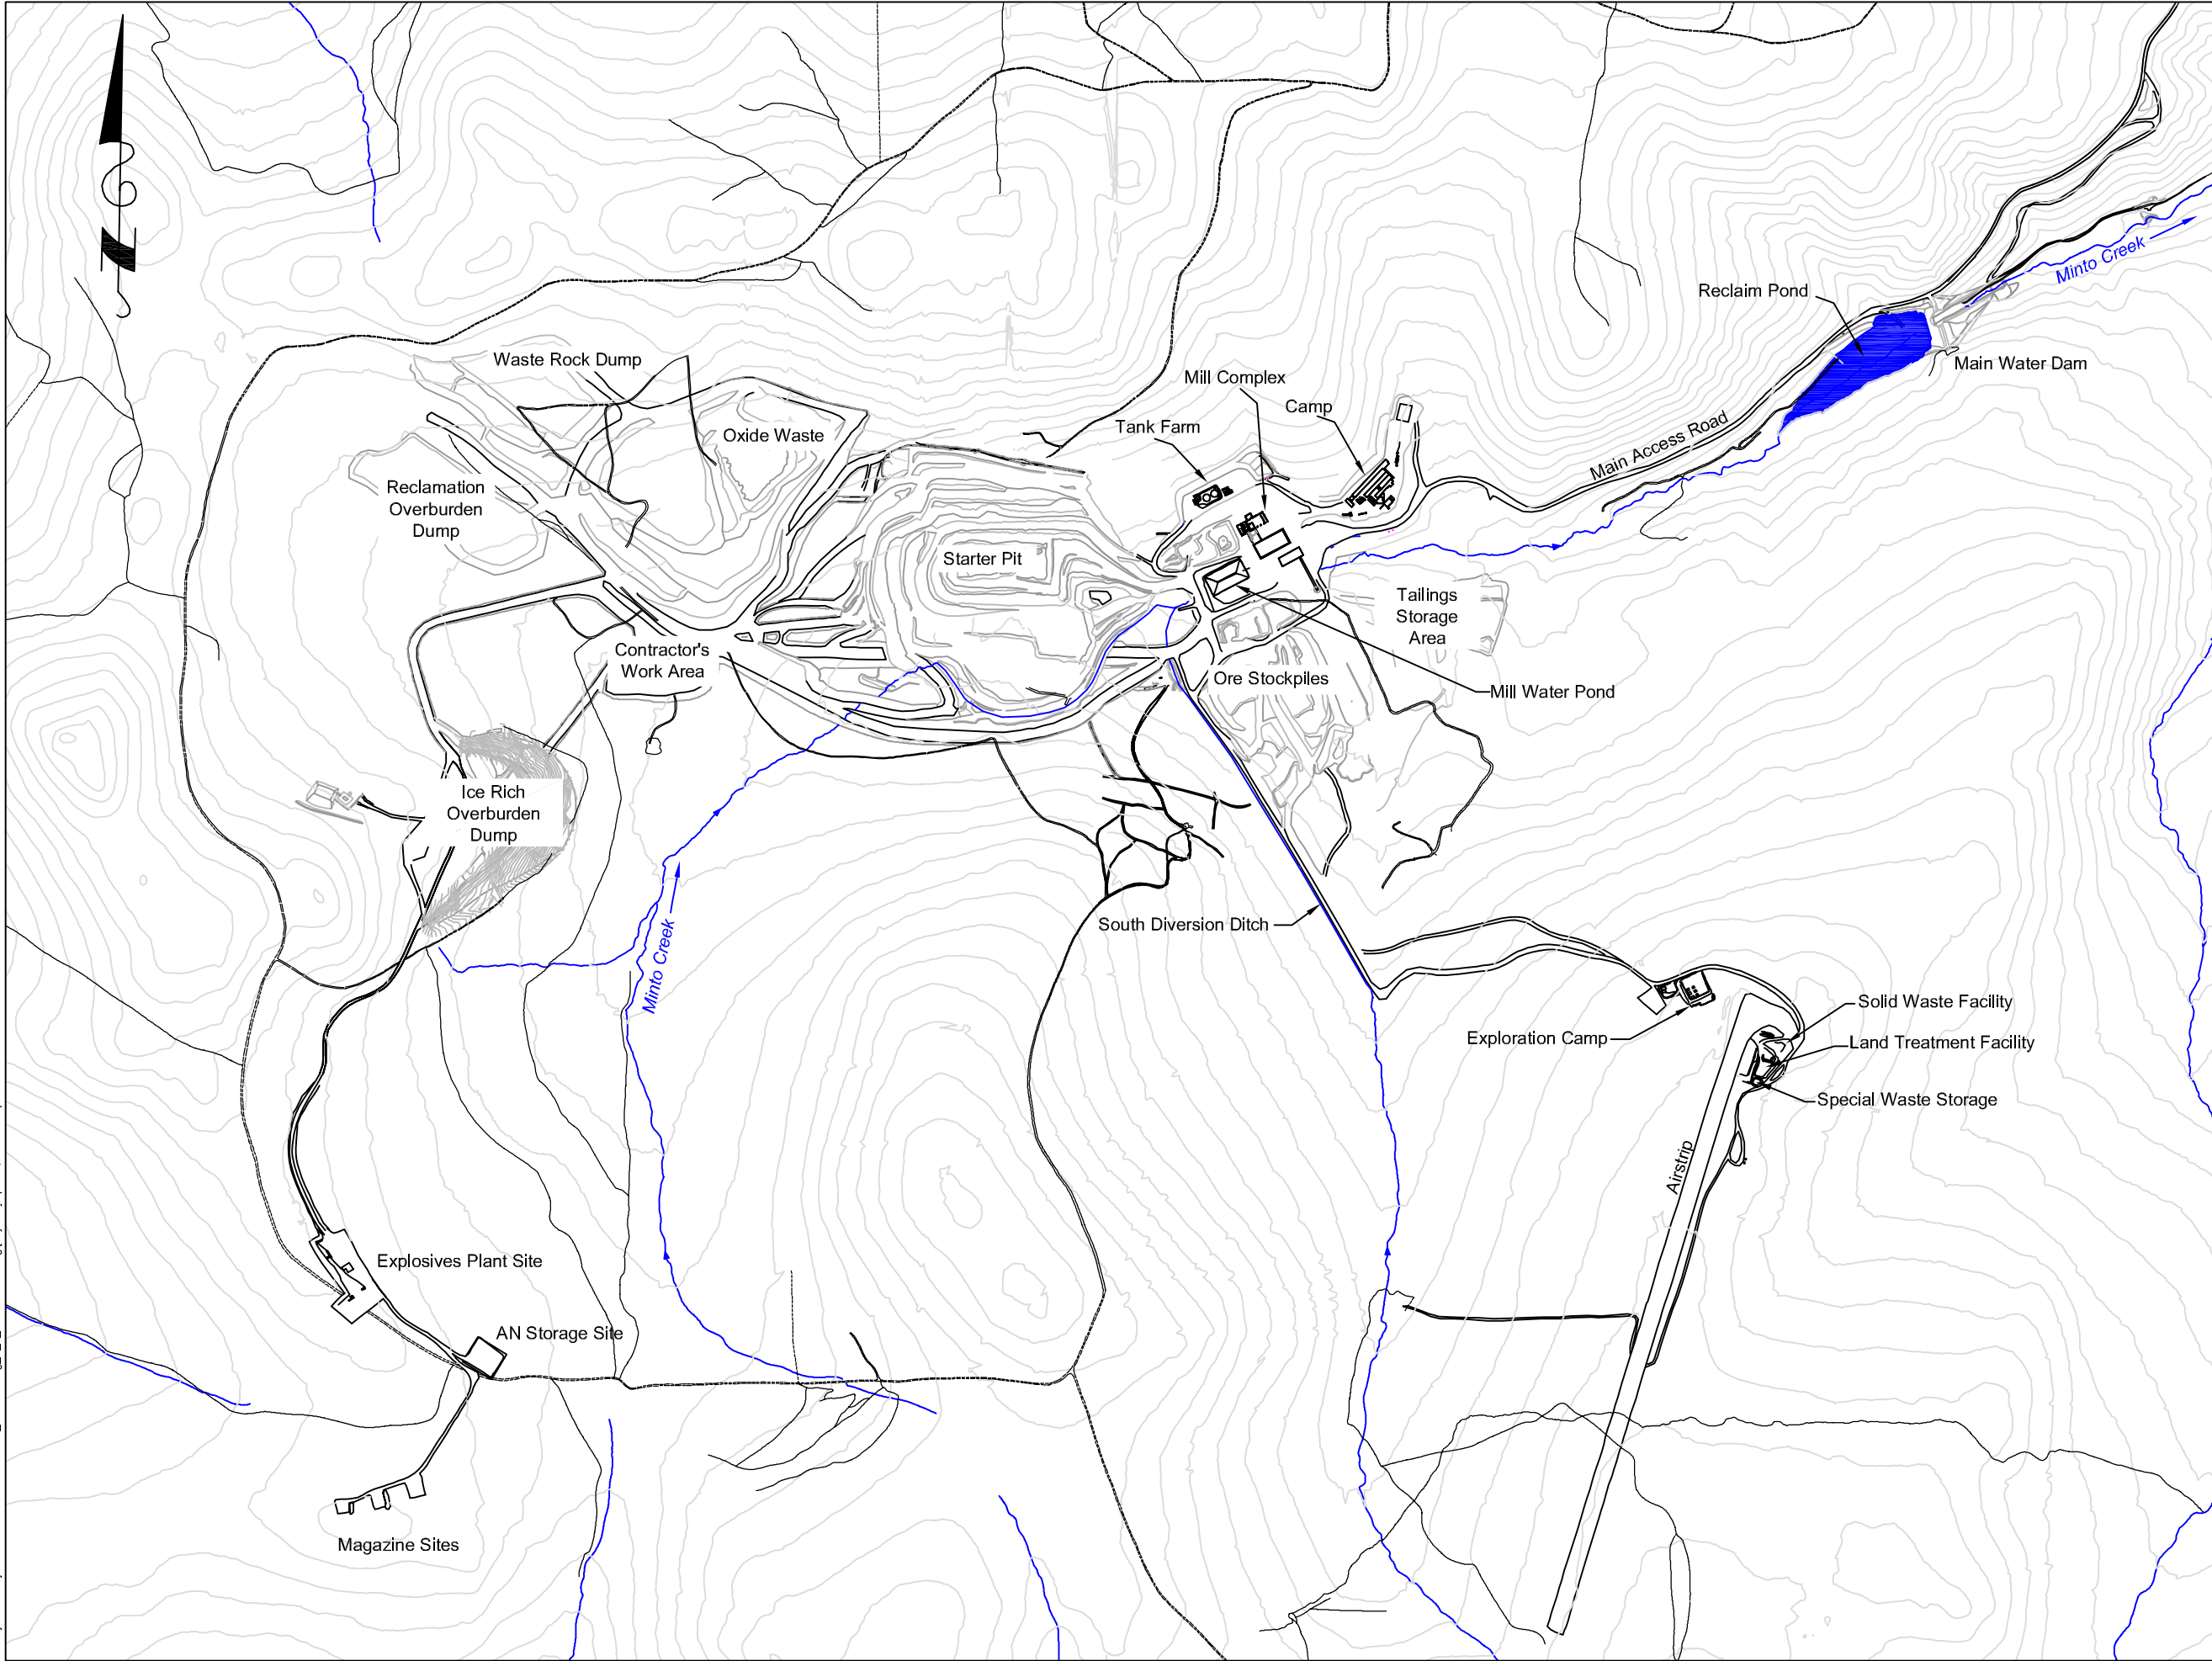 N
Minto Creek
Reclaim Pond
Main Water Dam
Waste Rock Dump
Mill Complex
Camp
Tank Farm
Oxide Waste
Main Access Road
Reclamation
Overburden
Dump
Starter Pit
Tailings
Storage
Area
Contractor's
Work Area
Ore Stockpiles
Mill Water Pond
Ice Rich
Overburden
Dump
Minto Creek
South Diversion Ditch
Exploration Camp
Solid Waste Facility
Land Treatment Facility
Special Waste Storage
Airstrip
Explosives Plant Site
AN Storage Site
Magazine Sites